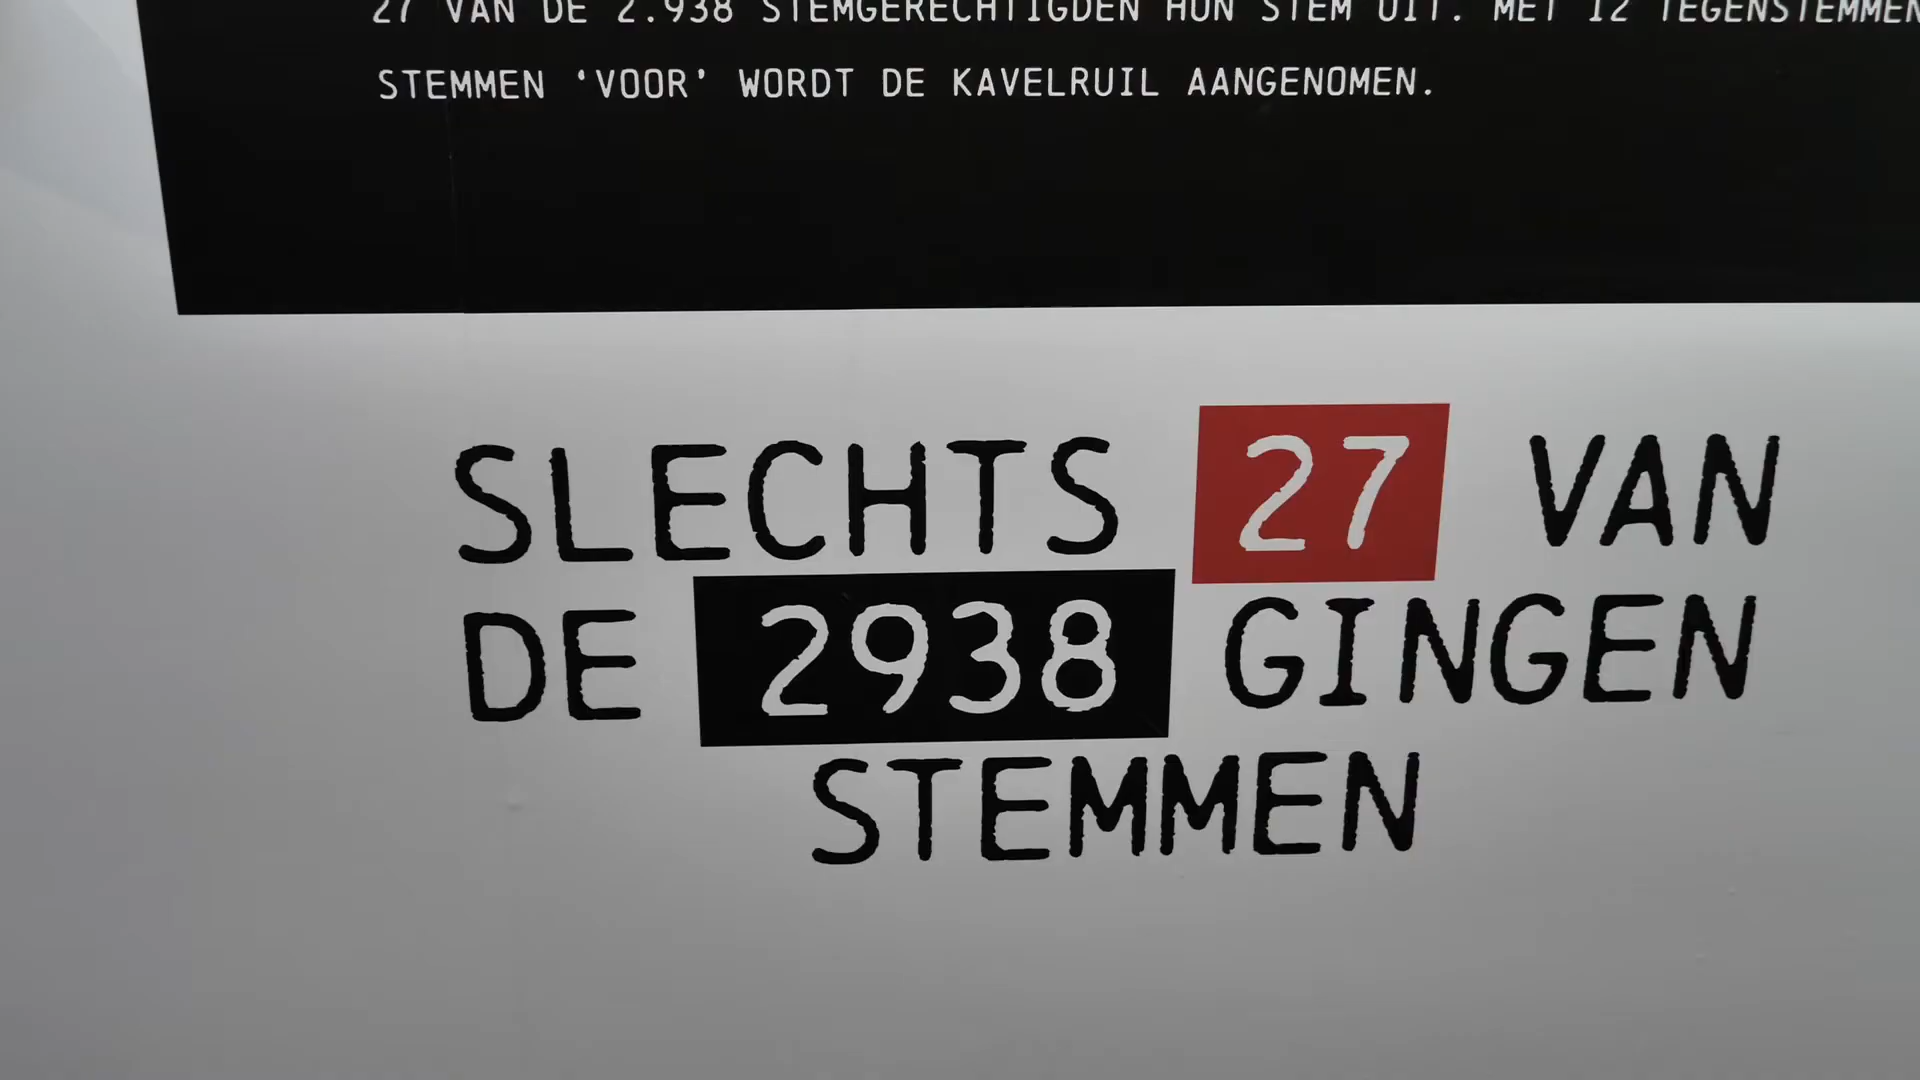 27 VAN DE 2.938 STEMGERECHTIGDEN HUN STEM UIT. MET 12 TEGENSTEMMEN
STEMMEN ‘VOOR’ WORDT DE KAVELRUIL AANGENOMEN.
SLECHTS 27 VAN
DE 2938 GINGEN
STEMMEN